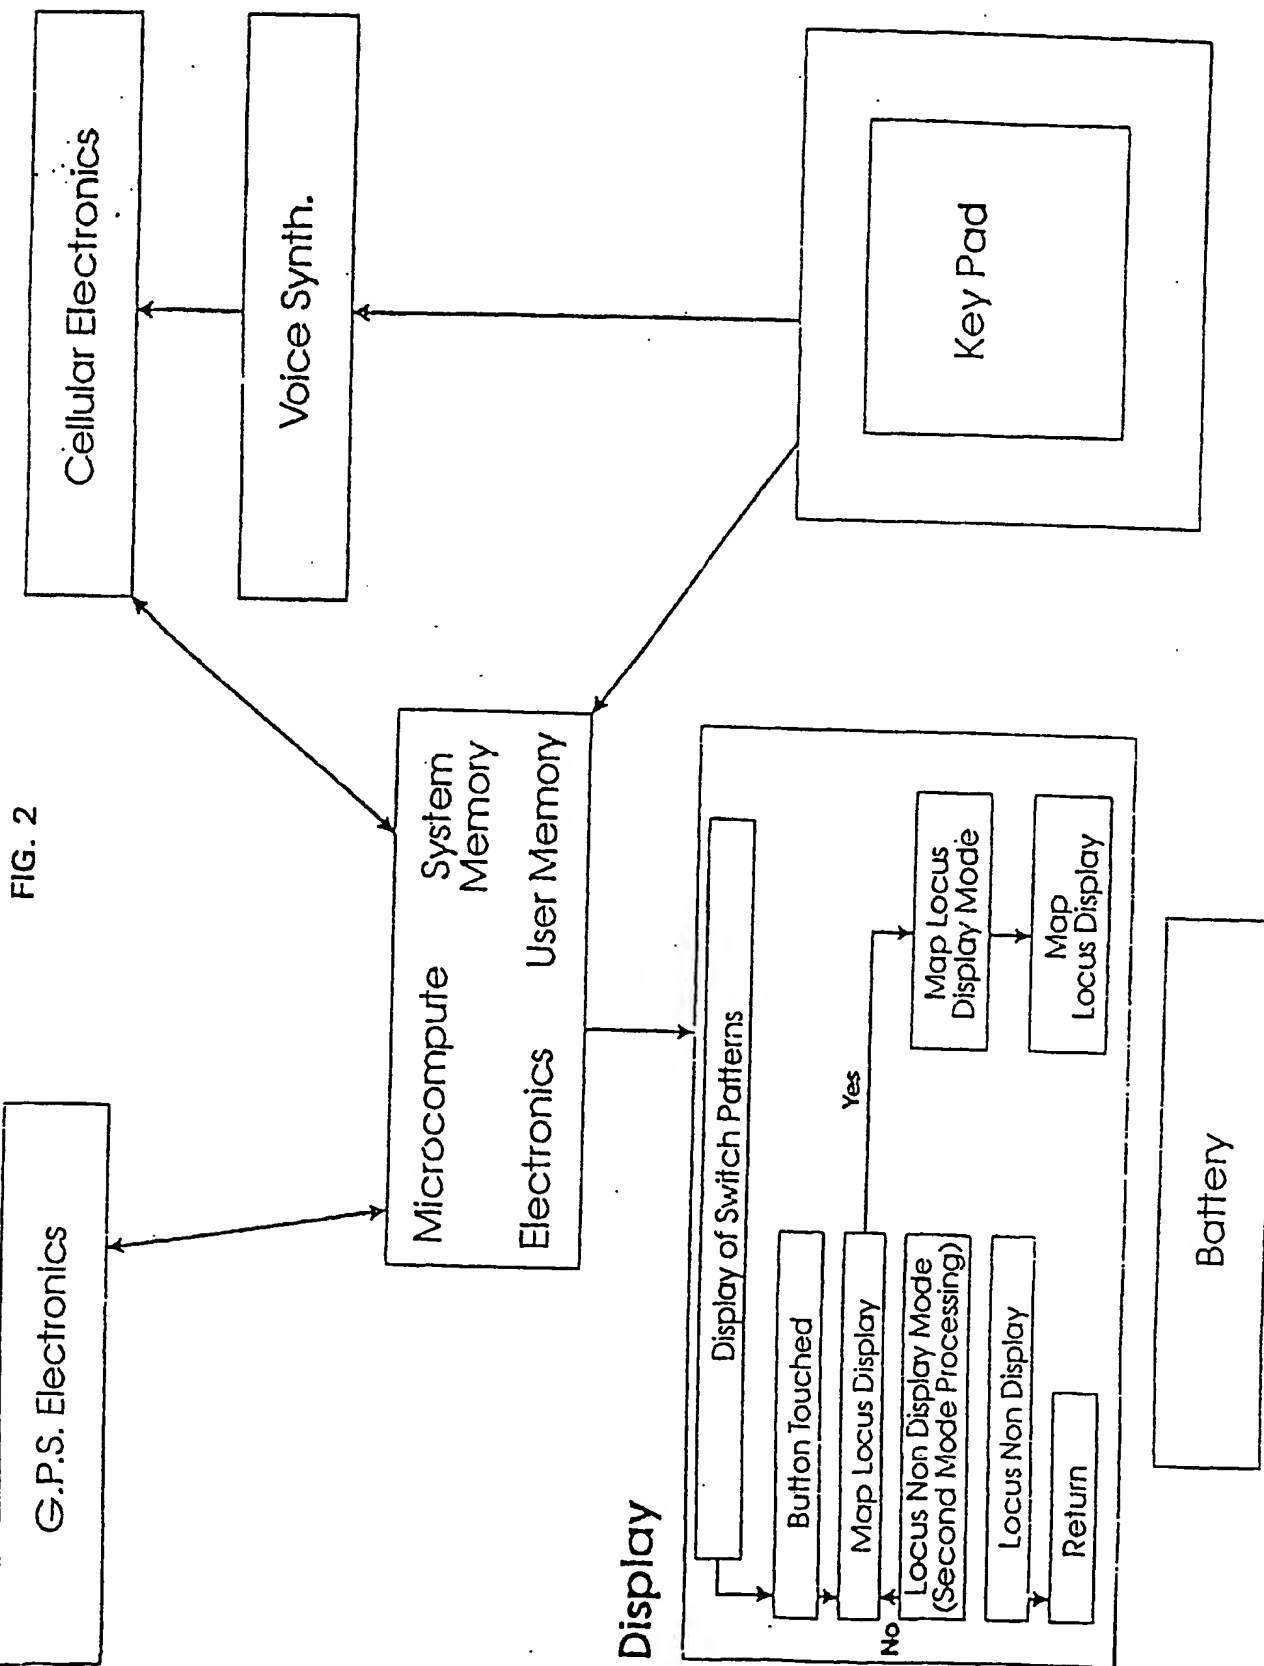 FIG. 2
G.P.S. Electronics
Cellular Electronics
Voice Synth.
Microcompute
System
Memory
Electronics
User Memory
Key Pad
Display
Display of Switch Patterns
Button Touched
Map Locus Display
Yes
No
Locus Non Display Mode
(Second Mode Processing)
Locus Non Display
Return
Map Locus
Display Mode
Map
Locus Display
Battery